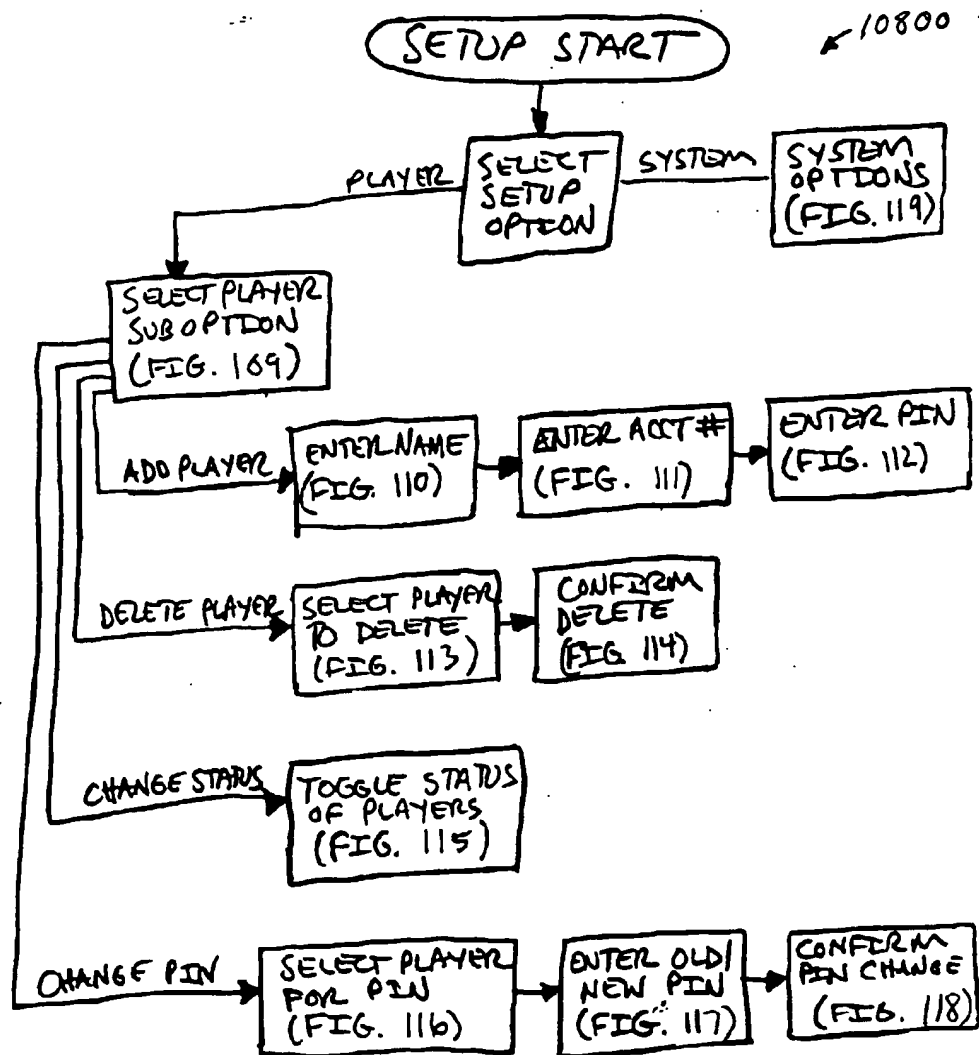 10800
SETUP START
SELECT
SETUP
OPTION
PLAYER
SYSTEM
SYSTEM
OPTIONS
(FIG. 119)
SELECT PLAYER
SUB OPTION
(FIG. 109)
ADD PLAYER
ENTER NAME
(FIG. 110)
ENTER ACCT #
(FIG. 111)
ENTER PIN
(FIG. 112)
DELETE PLAYER
SELECT PLAYER
TO DELETE
(FIG. 113)
CONFIRM
DELETE
(FIG. 114)
CHANGE STATUS
TOGGLE STATUS
OF PLAYERS
(FIG. 115)
CHANGE PIN
SELECT PLAYER
FOR PIN
(FIG. 116)
ENTER OLD/
NEW PIN
(FIG. 117)
CONFIRM
PIN CHANGE
(FIG. 118)